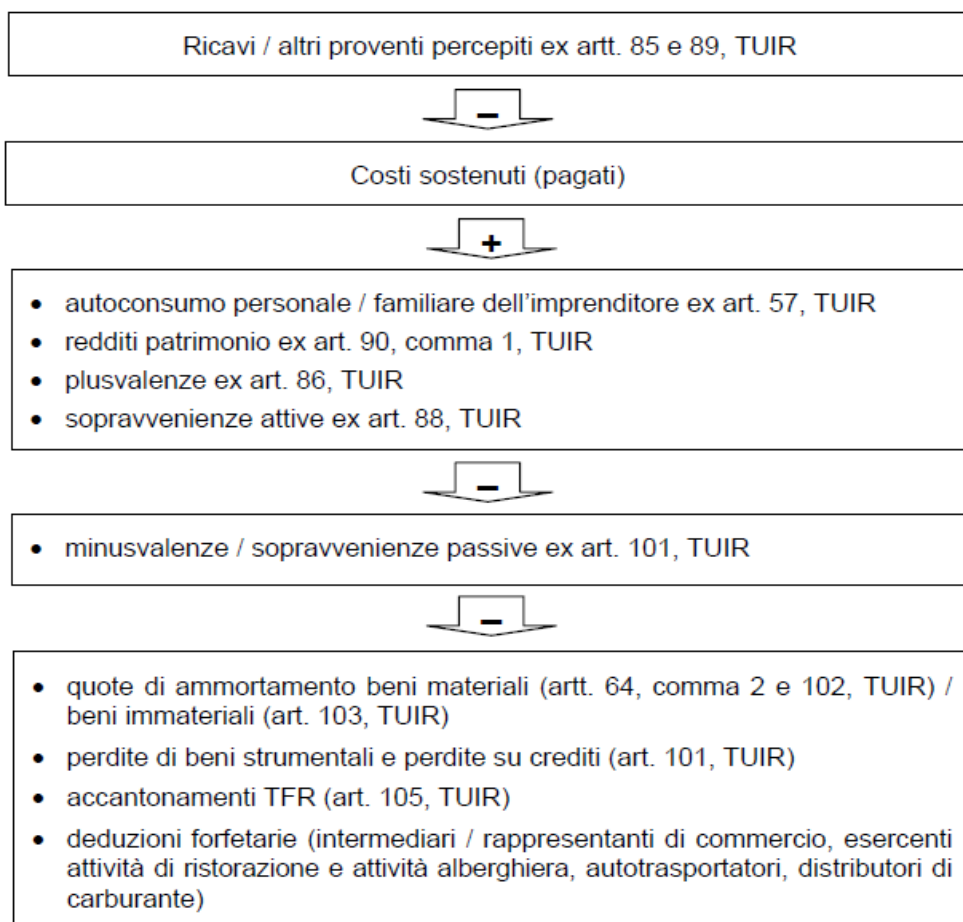 Ricavi / altri proventi percepiti ex artt. 85 e 89, TUIR
–
Costi sostenuti (pagati)
+
• autoconsumo personale / familiare dell'imprenditore ex art. 57, TUIR
• redditi patrimonio ex art. 90, comma 1, TUIR
• plusvalenze ex art. 86, TUIR
• sopravvenienze attive ex art. 88, TUIR
–
• minusvalenze / sopravvenienze passive ex art. 101, TUIR
–
• quote di ammortamento beni materiali (artt. 64, comma 2 e 102, TUIR) /
beni immateriali (art. 103, TUIR)
• perdite di beni strumentali e perdite su crediti (art. 101, TUIR)
• accantonamenti TFR (art. 105, TUIR)
• deduzioni forfetarie (intermediari / rappresentanti di commercio, esercenti
attività di ristorazione e attività alberghiera, autotrasportatori, distributori di
carburante)